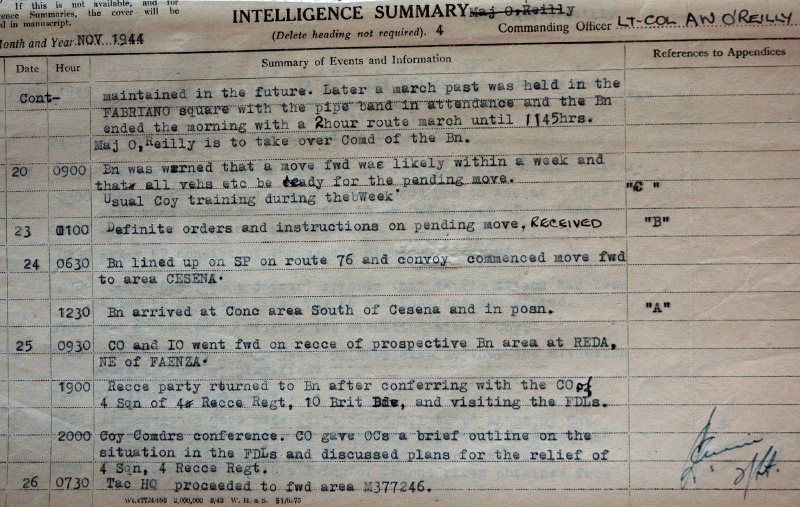 If this is not available, and for
Intelligence Summaries, the cover will be
in manuscript.
INTELLIGENCE SUMMARY Maj O,Reilly
(Delete heading not required). 4
Commanding Officer LT-COL A W O'REILLY
Month and Year NOV. 1944
Date Hour Summary of Events and Information References to Appendices
Cont- maintained in the future. Later a march past was held in the
FABRIANO square with the pipe band in attendance and the Bn
ended the morning with a 2hour route march until 1145hrs.
Maj O,Reilly is to take over Comd of the Bn.
20 0900 Bn was warned that a move fwd was likely within a week and
that all vehs etc be ready for the pending move. "C "
Usual Coy training during the Week
23 0100 Definite orders and instructions on pending move, RECEIVED "B"
24 0630 Bn lined up on SP on route 76 and convoy commenced move fwd
to area CESENA.
1230 Bn arrived at Conc area South of Cesena and in posn. "A"
25 0930 CO and IO went fwd on recce of prospective Bn area at REDA,
NE of FAENZA.
1900 Recce party returned to Bn after conferring with the CO of
4 Sqn of 4 Recce Regt, 10 Brit Bde, and visiting the FDLs.
2000 Coy Comdrs conference. CO gave OCs a brief outline on the
situation in the FDLs and discussed plans for the relief of
4 Sqn, 4 Recce Regt.
26 0730 Tac HQ proceeded to fwd area M377246.
2,000,000 W. H. & S.